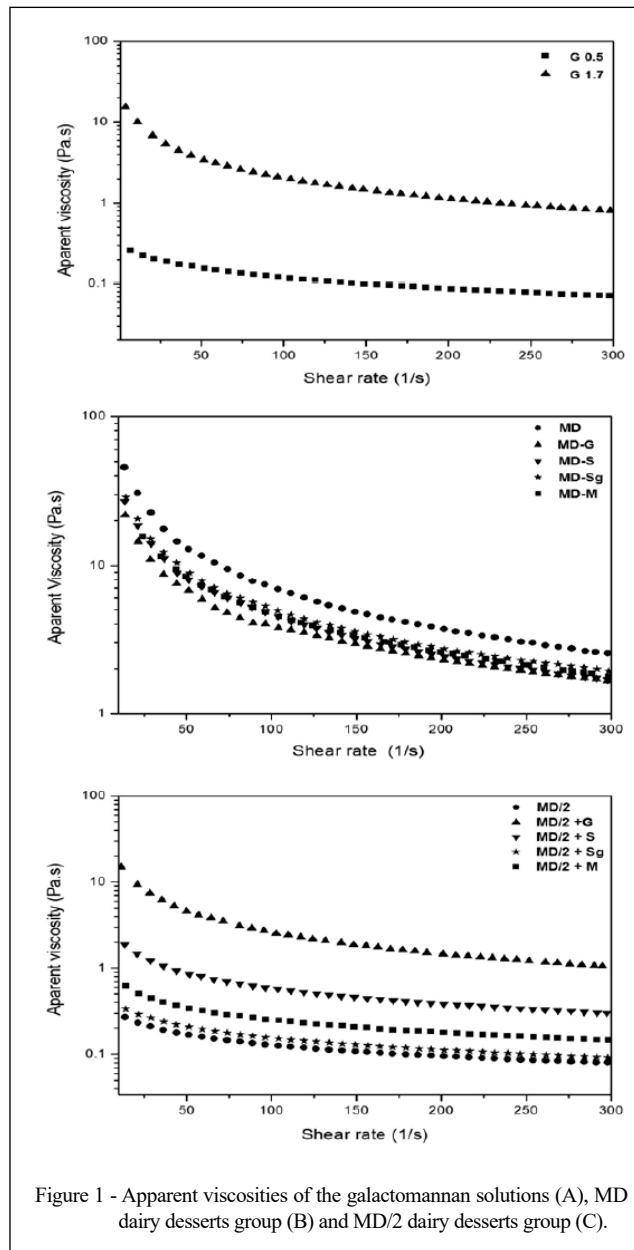 100
10
1
0.1
Apparent viscosity (Pa.s)
G 0.5
G 1.7
50
100
150
200
250
300
Shear rate (1/s)
100
10
1
Apparent Viscosity (Pa.s)
MD
MD-G
MD-S
MD-Sg
MD-M
50
100
150
200
250
300
Shear rate (1/s)
100
10
1
0.1
Apparent viscosity (Pa.s)
MD/2
MD/2 +G
MD/2 + S
MD/2 + Sg
MD/2 + M
50
100
150
200
250
300
Shear rate (1/s)
Figure 1 - Apparent viscosities of the galactomannan solutions (A), MD
dairy desserts group (B) and MD/2 dairy desserts group (C).